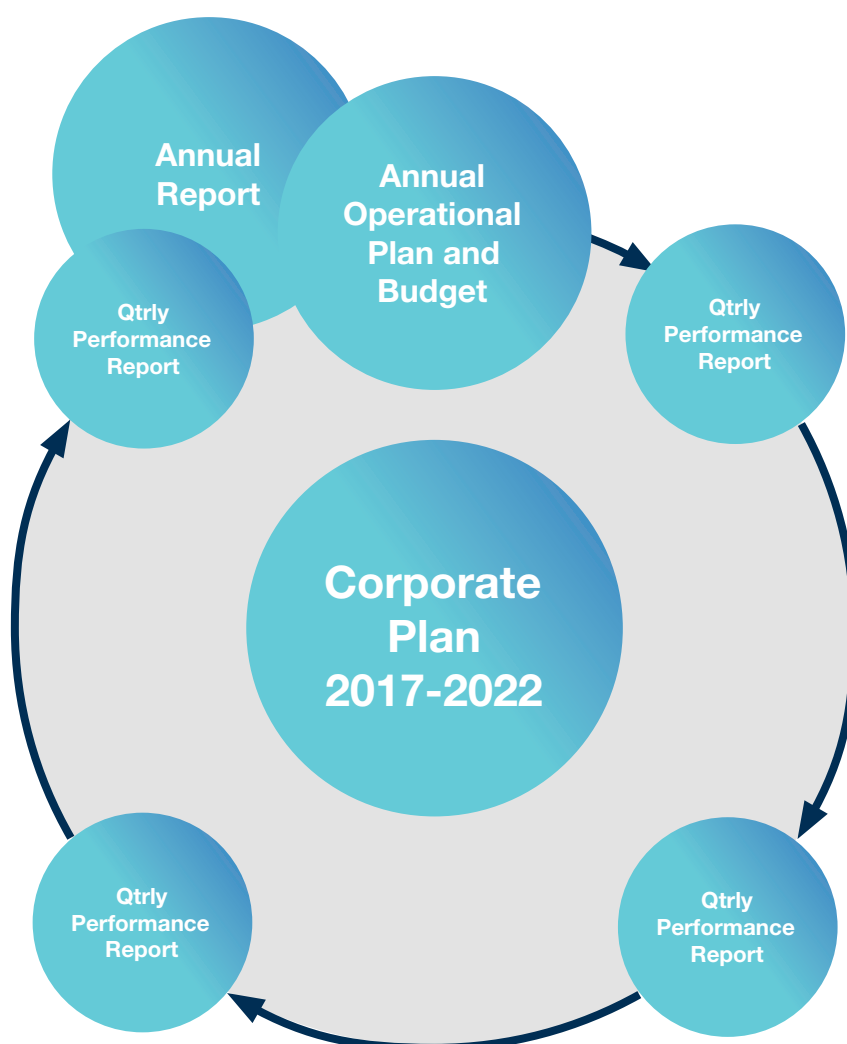 Annual
Report
Annual
Operational
Plan and
Budget
Qtrly
Performance
Report
Qtrly
Performance
Report
Corporate
Plan
2017-2022
Qtrly
Performance
Report
Qtrly
Performance
Report